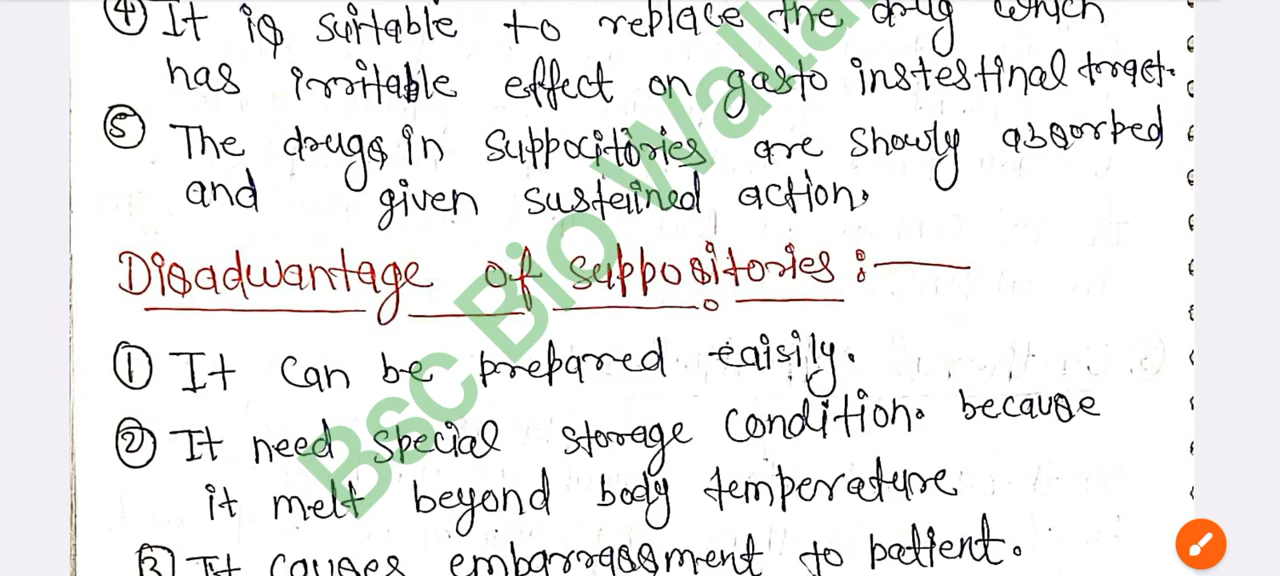 ④ It is suitable to replace the drug which
has irritable effect on gasto instestinal tract.
⑤ The drugs in suppocitories are showly absorbed
and given sustained action.
Disadwantage of suppositories :—
① It can be prepared eaisily.
② It need special storage condition. because
it melt beyond body temperature
③ It causes embarrassment to patient.
Bsc Bio Walla